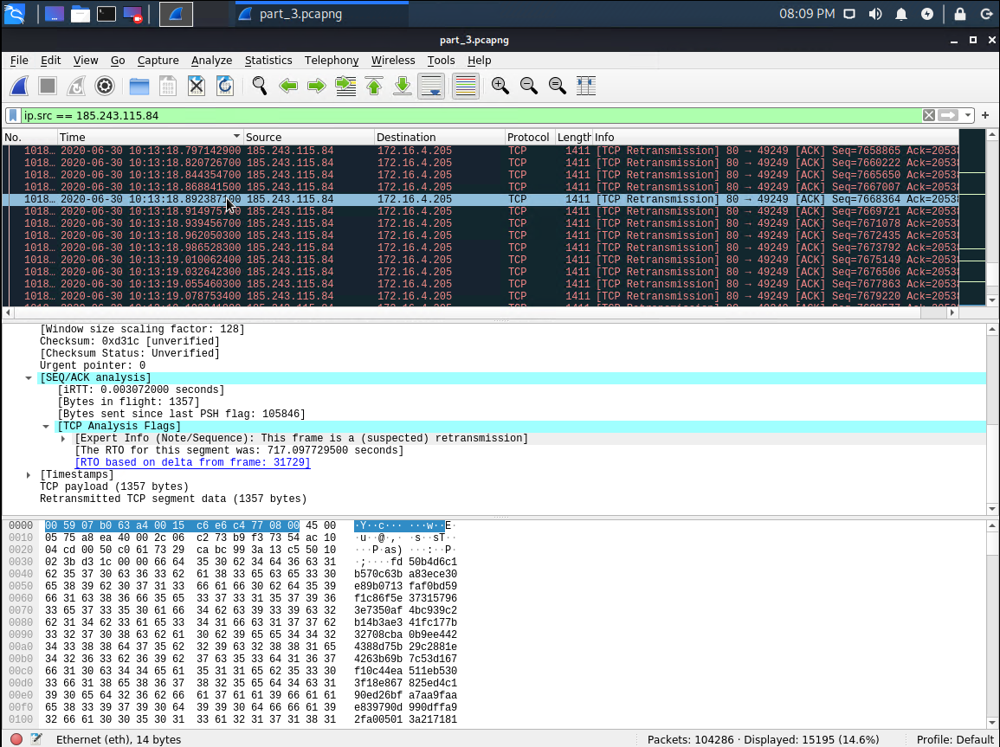 part_3.pcapng
08:09 PM
part_3.pcapng
File Edit View Go Capture Analyze Statistics Telephony Wireless Tools Help
ip.src == 185.243.115.84
No. Time Source Destination Protocol Length Info
1018… 2020-06-30 10:13:18.797142900 185.243.115.84 172.16.4.205 TCP 1411 [TCP Retransmission] 80 → 49249 [ACK] Seq=7658865 Ack=2053
1018… 2020-06-30 10:13:18.820726700 185.243.115.84 172.16.4.205 TCP 1411 [TCP Retransmission] 80 → 49249 [ACK] Seq=7660222 Ack=2053
1018… 2020-06-30 10:13:18.844354700 185.243.115.84 172.16.4.205 TCP 1411 [TCP Retransmission] 80 → 49249 [ACK] Seq=7665650 Ack=2053
1018… 2020-06-30 10:13:18.868841500 185.243.115.84 172.16.4.205 TCP 1411 [TCP Retransmission] 80 → 49249 [ACK] Seq=7667007 Ack=2053
1018… 2020-06-30 185.243.115.84 172.16.4.205 TCP 1411 [TCP Retransmission] 80 → 49249 [ACK] Seq=7668364 Ack=2053
1018… 2020-06-30 185.243.115.84 172.16.4.205 TCP 1411 [TCP Retransmission] 80 → 49249 [ACK] Seq=7669721 Ack=2053
1018… 2020-06-30 10:13:18.939456700 185.243.115.84 172.16.4.205 TCP 1411 [TCP Retransmission] 80 → 49249 [ACK] Seq=7671078 Ack=2053
1018… 2020-06-30 10:13:18.962050300 185.243.115.84 172.16.4.205 TCP 1411 [TCP Retransmission] 80 → 49249 [ACK] Seq=7672435 Ack=2053
1018… 2020-06-30 10:13:18.986528300 185.243.115.84 172.16.4.205 TCP 1411 [TCP Retransmission] 80 → 49249 [ACK] Seq=7673792 Ack=2053
1018… 2020-06-30 10:13:19.010062400 185.243.115.84 172.16.4.205 TCP 1411 [TCP Retransmission] 80 → 49249 [ACK] Seq=7675149 Ack=2053
1018… 2020-06-30 10:13:19.032642300 185.243.115.84 172.16.4.205 TCP 1411 [TCP Retransmission] 80 → 49249 [ACK] Seq=7676506 Ack=2053
1018… 2020-06-30 10:13:19.055460300 185.243.115.84 172.16.4.205 TCP 1411 [TCP Retransmission] 80 → 49249 [ACK] Seq=7677863 Ack=2053
1018… 2020-06-30 10:13:19.078753400 185.243.115.84 172.16.4.205 TCP 1411 [TCP Retransmission] 80 → 49249 [ACK] Seq=7679220 Ack=2053
[Window size scaling factor: 128]
Checksum: 0xd31c [unverified]
[Checksum Status: Unverified]
Urgent pointer: 0
[SEQ/ACK analysis]
[iRTT: 0.003072000 seconds]
[Bytes in flight: 1357]
[Bytes sent since last PSH flag: 105846]
[TCP Analysis Flags]
[Expert Info (Note/Sequence): This frame is a (suspected) retransmission]
[The RTO for this segment was: 717.097729500 seconds]
[RTO based on delta from frame: 31729]
[Timestamps]
TCP payload (1357 bytes)
Retransmitted TCP segment data (1357 bytes)
0000 00 59 07 b0 63 a4 00 15 c6 e6 c4 77 08 00 45 00 ·Y··c··· ···w··E·
0010 05 75 a8 ea 40 00 2c 06 c2 73 b9 f3 73 54 ac 10 ·u··@·,· ·s··sT··
0020 04 cd 00 50 c0 61 73 29 ca bc 99 3a 13 c5 50 10 ···P·as) ···:··P·
0030 02 3b d3 1c 00 00 66 64 35 30 62 34 64 36 63 31 ·;····fd 50b4d6c1
0040 62 35 37 30 63 36 33 62 61 38 33 65 63 65 33 30 b570c63b a83ece30
0050 65 38 39 62 30 37 31 33 66 61 66 30 62 64 35 39 e89b0713 faf0bd59
0060 66 31 63 38 36 66 35 65 33 37 33 31 35 37 39 36 f1c86f5e 37315796
0070 33 65 37 33 35 30 61 66 34 62 63 39 33 39 63 32 3e7350af 4bc939c2
0080 62 31 34 62 33 61 65 33 34 31 66 63 31 37 37 62 b14b3ae3 41fc177b
0090 33 32 37 30 38 63 62 61 30 62 39 65 65 34 34 32 32708cba 0b9ee442
00a0 34 33 38 38 64 37 35 62 32 39 63 32 38 38 31 65 4388d75b 29c2881e
00b0 34 32 36 33 62 36 39 62 37 63 35 33 64 31 36 37 4263b69b 7c53d167
00c0 66 31 30 63 34 34 65 61 35 31 31 65 62 35 33 30 f10c44ea 511eb530
00d0 33 66 31 38 65 38 36 37 38 32 35 65 64 34 63 31 3f18e867 825ed4c1
00e0 39 30 65 64 32 36 62 66 61 37 61 61 39 66 61 61 90ed26bf a7aa9faa
00f0 65 38 33 39 37 39 30 64 39 39 30 64 66 66 61 39 e839790d 990dffa9
0100 32 66 61 30 30 35 30 31 33 61 32 31 37 31 38 31 2fa00501 3a217181
Ethernet (eth), 14 bytes
Packets: 104286 · Displayed: 15195 (14.6%)
Profile: Default